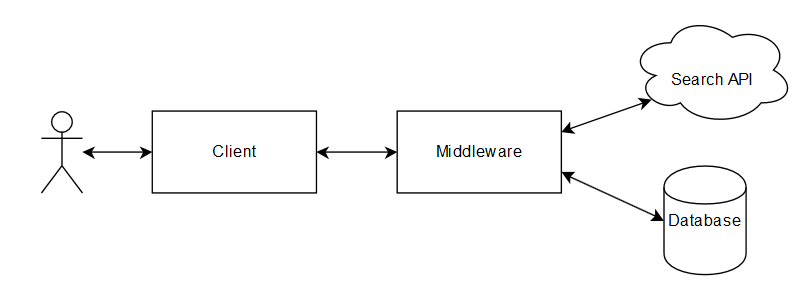 Search API
Client
Middleware
Database